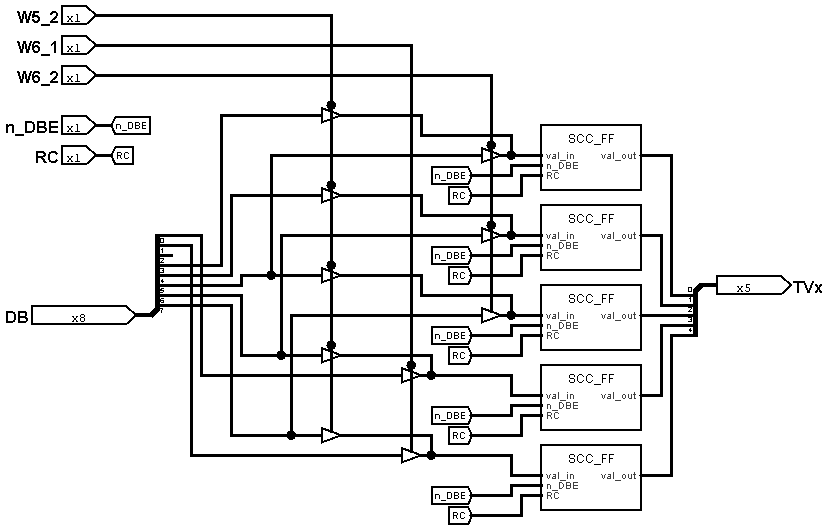 W5_2 x1
W6_1 x1
W6_2 x1
n_DBE x1 n_DBE
RC x1 RC
SCC_FF
val_in val_out
n_DBE n_DBE
RC RC
SCC_FF
val_in val_out
n_DBE n_DBE
RC RC
0
1
2
3
4
5
6
7
DB x8
SCC_FF
val_in val_out
n_DBE n_DBE
RC RC
0
1
2
3
4
x5 TVx
SCC_FF
val_in val_out
n_DBE n_DBE
RC RC
SCC_FF
val_in val_out
n_DBE n_DBE
RC RC